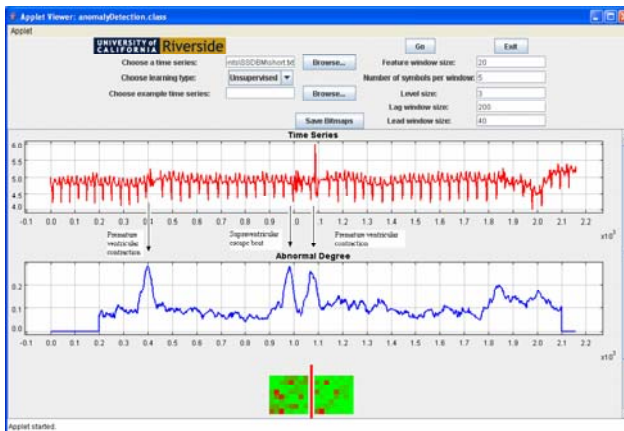 Applet Viewer: anomalyDetection.class
Applet
UNIVERSITY of CALIFORNIA Riverside
Go
Exit
Choose a time series:
nts\SSDBM\short.txt
Browse...
Feature window size:
20
Choose learning type:
Unsupervised
Number of symbols per window:
5
Choose example time series:
Browse...
Level size:
3
Lag window size:
200
Save Bitmaps
Lead window size:
40
Time Series
6.0
5.5
5.0
4.5
4.0
-0.1 0.0 0.1 0.2 0.3 0.4 0.5 0.6 0.7 0.8 0.9 1.0 1.1 1.2 1.3 1.4 1.5 1.6 1.7 1.8 1.9 2.0 2.1 2.2
x10³
Premature ventricular contraction
Supraventricular escape beat
Premature ventricular contraction
Abnormal Degree
0.2
0.1
0.0
-0.1 0.0 0.1 0.2 0.3 0.4 0.5 0.6 0.7 0.8 0.9 1.0 1.1 1.2 1.3 1.4 1.5 1.6 1.7 1.8 1.9 2.0 2.1 2.2
x10³
Applet started.